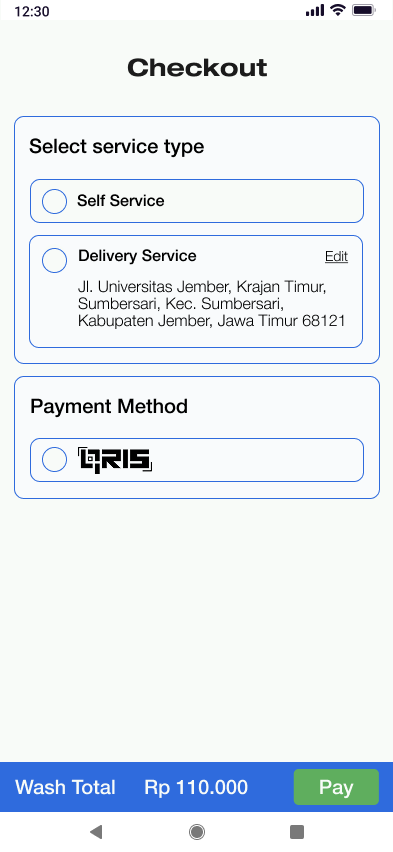 12:30
Checkout
Select service type
Self Service
Delivery Service Edit
Jl. Universitas Jember, Krajan Timur,
Sumbersari, Kec. Sumbersari,
Kabupaten Jember, Jawa Timur 68121
Payment Method
QRIS
Wash Total Rp 110.000 Pay